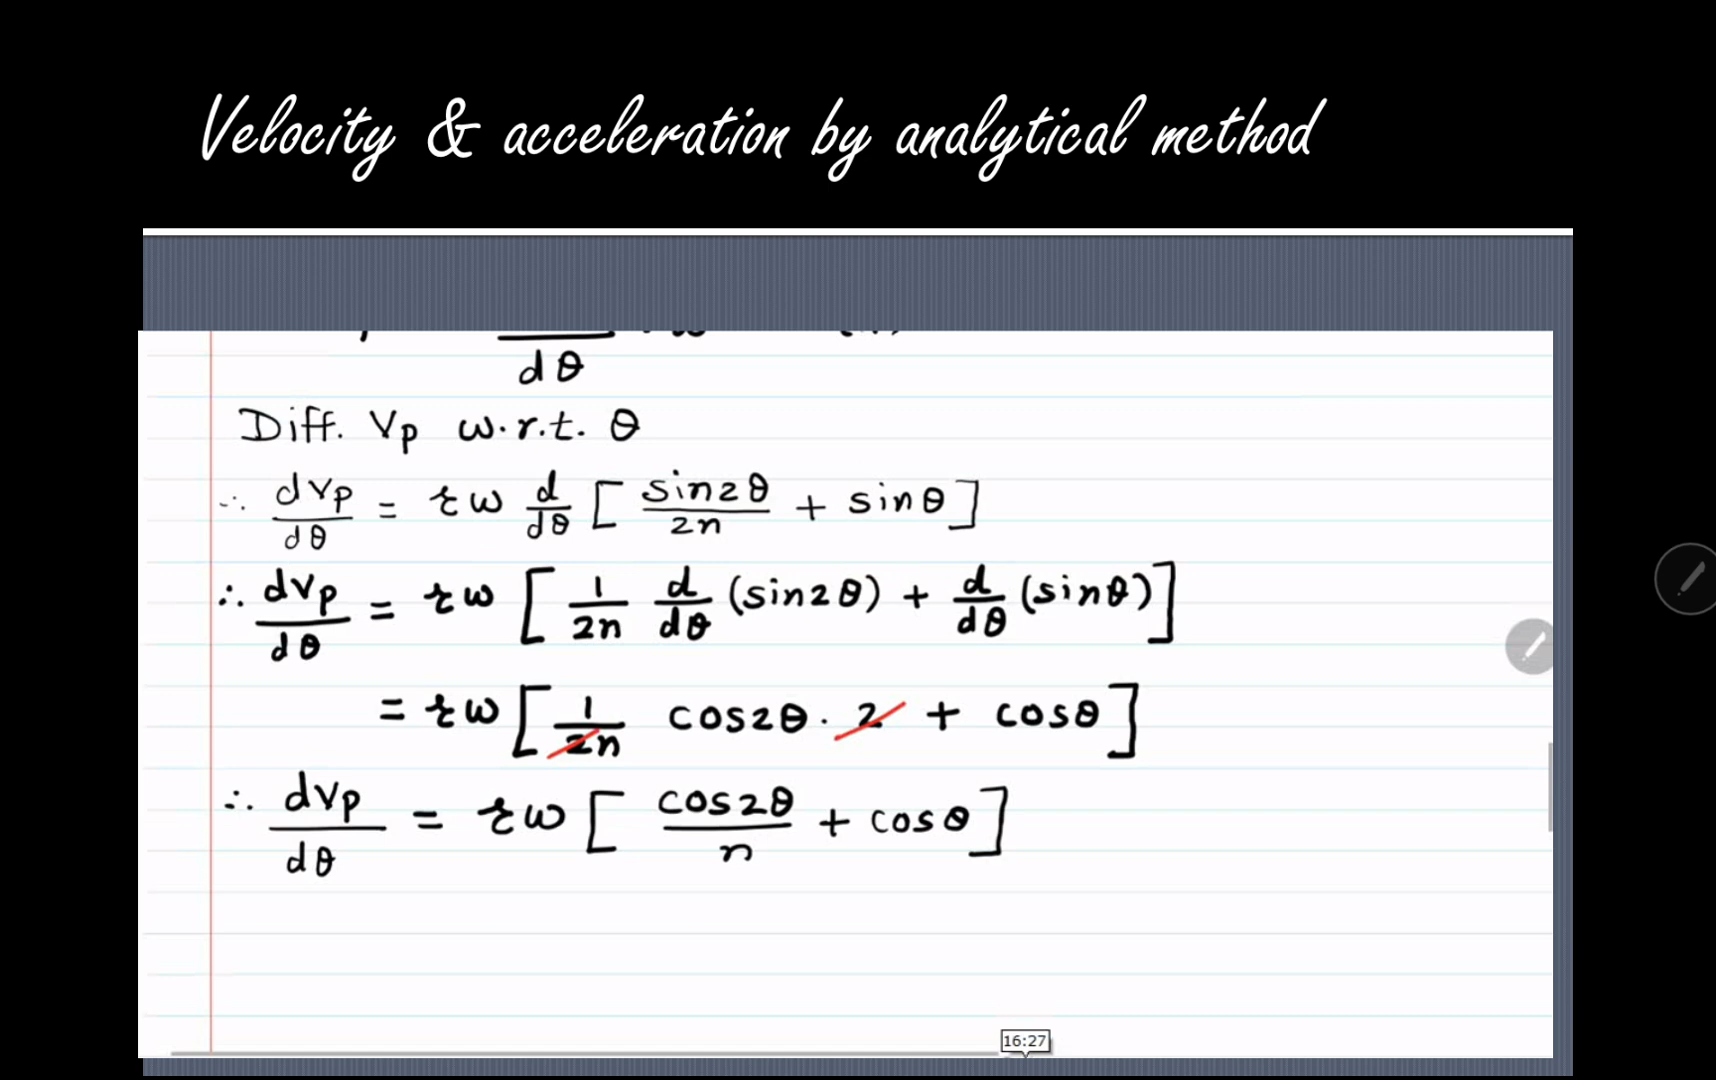 Velocity & acceleration by analytical method
dθ
Diff. Vp w.r.t. θ
∴ dVp/dθ = rω d/dθ [ sin2θ/2n + sinθ ]
∴ dVp/dθ = rω [ 1/2n d/dθ (sin2θ) + d/dθ (sinθ) ]
= rω [ 1/2n cos2θ · 2 + cosθ ]
∴ dVp/dθ = rω [ cos2θ/n + cosθ ]
16:27